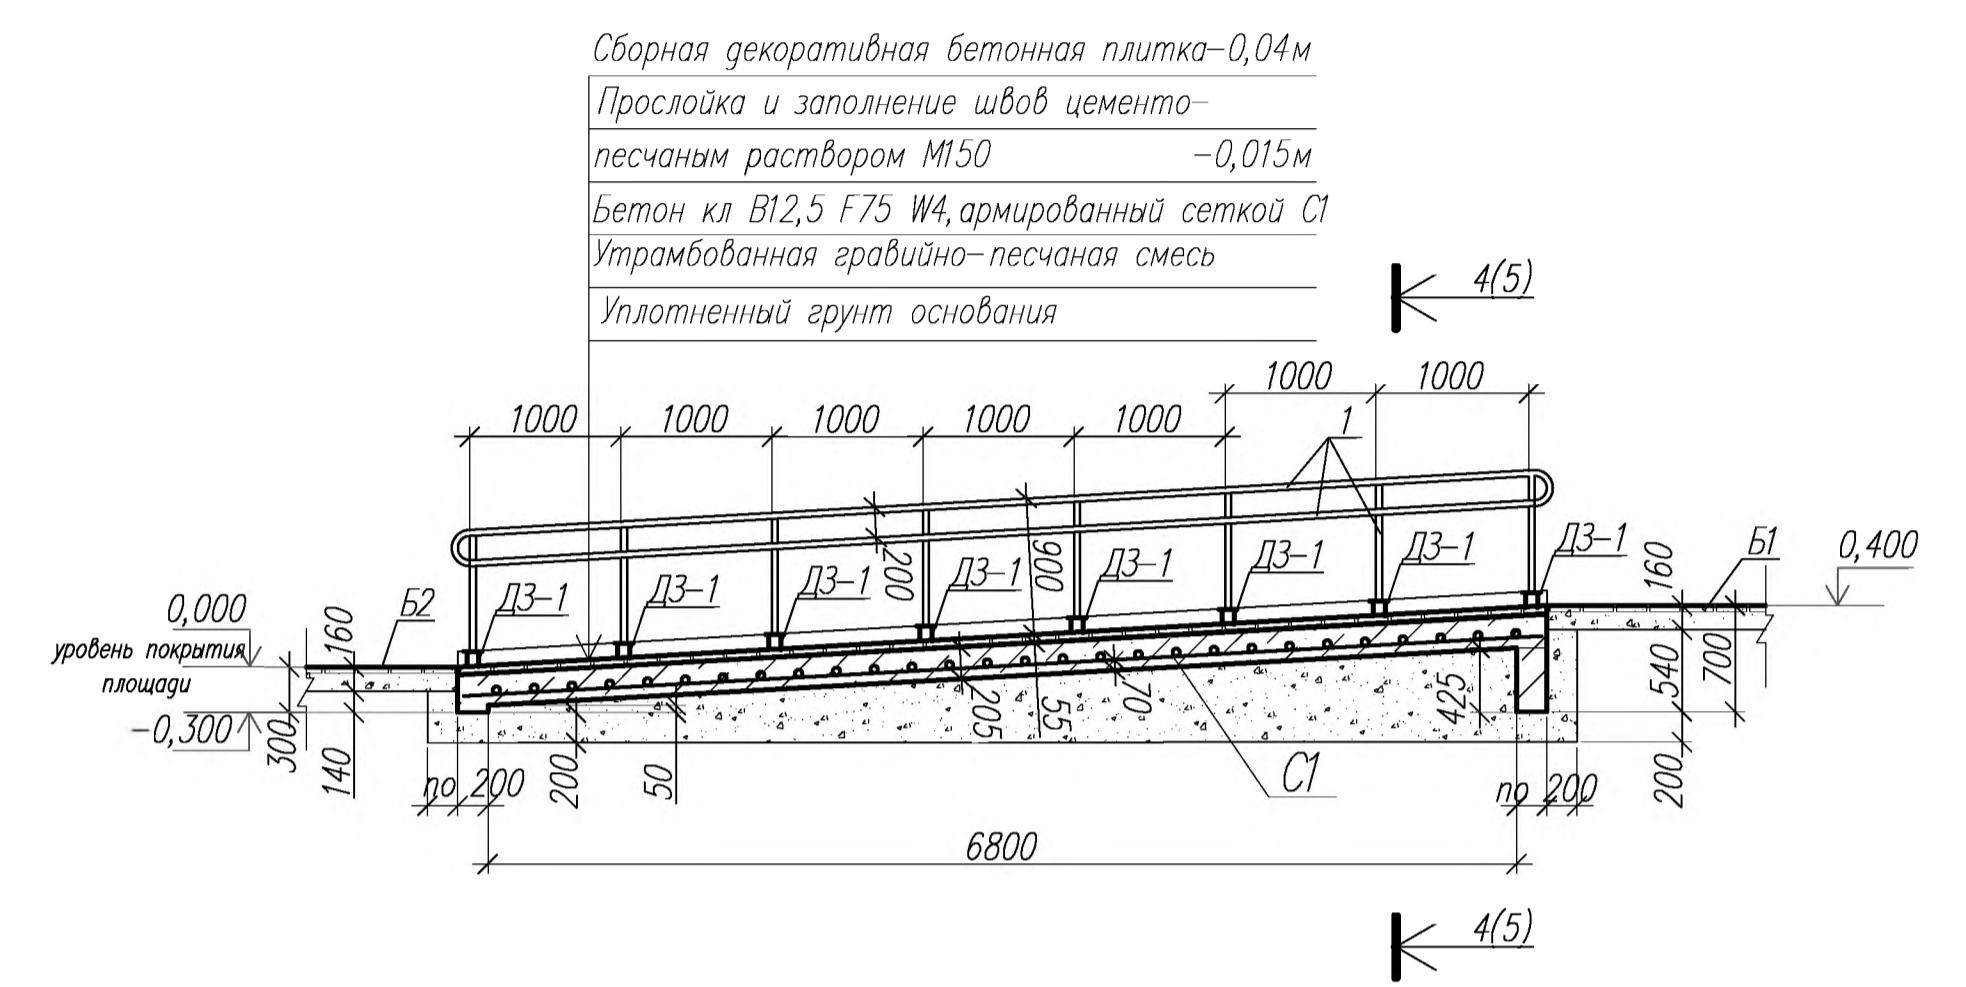 Сборная декоративная бетонная плитка-0,04м
Прослойка и заполнение швов цементо-
песчаным раствором М150 -0,015м
Бетон кл В12,5 F75 W4, армированный сеткой С1
Утрамбованная гравийно-песчаная смесь
Уплотненный грунт основания
4(5)
1000 1000
1000 1000 1000 1000 1000
1
ДЗ-1 ДЗ-1 ДЗ-1 ДЗ-1 ДЗ-1 ДЗ-1 ДЗ-1 ДЗ-1
200
900
Б2
Б1
0,400
0,000
уровень покрытия
площади
-0,300
160
300
140
по 200
200
50
205
55
70
425
С1
160
540
700
200
по 200
6800
4(5)